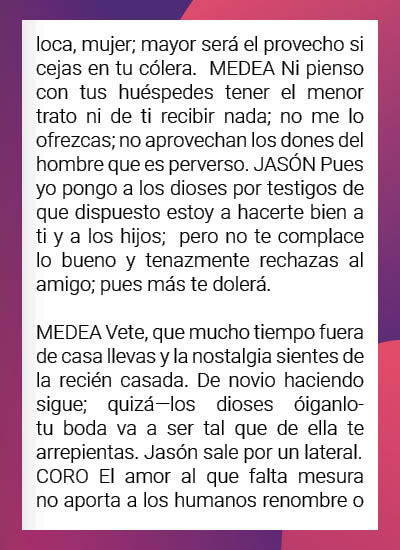 loca, mujer; mayor será el provecho si
cejas en tu cólera.  MEDEA Ni pienso
con tus huéspedes tener el menor
trato ni de ti recibir nada; no me lo
ofrezcas; no aprovechan los dones del
hombre que es perverso. JASÓN Pues
yo pongo a los dioses por testigos de
que dispuesto estoy a hacerte bien a
ti y a los hijos;  pero no te complace
lo bueno y tenazmente rechazas al
amigo; pues más te dolerá.

MEDEA Vete, que mucho tiempo fuera
de casa llevas y la nostalgia sientes de
la recién casada. De novio haciendo
sigue; quizá—los dioses óiganlo-
tu boda va a ser tal que de ella te
arrepientas. Jasón sale por un lateral.
CORO El amor al que falta mesura
no aporta a los humanos renombre o